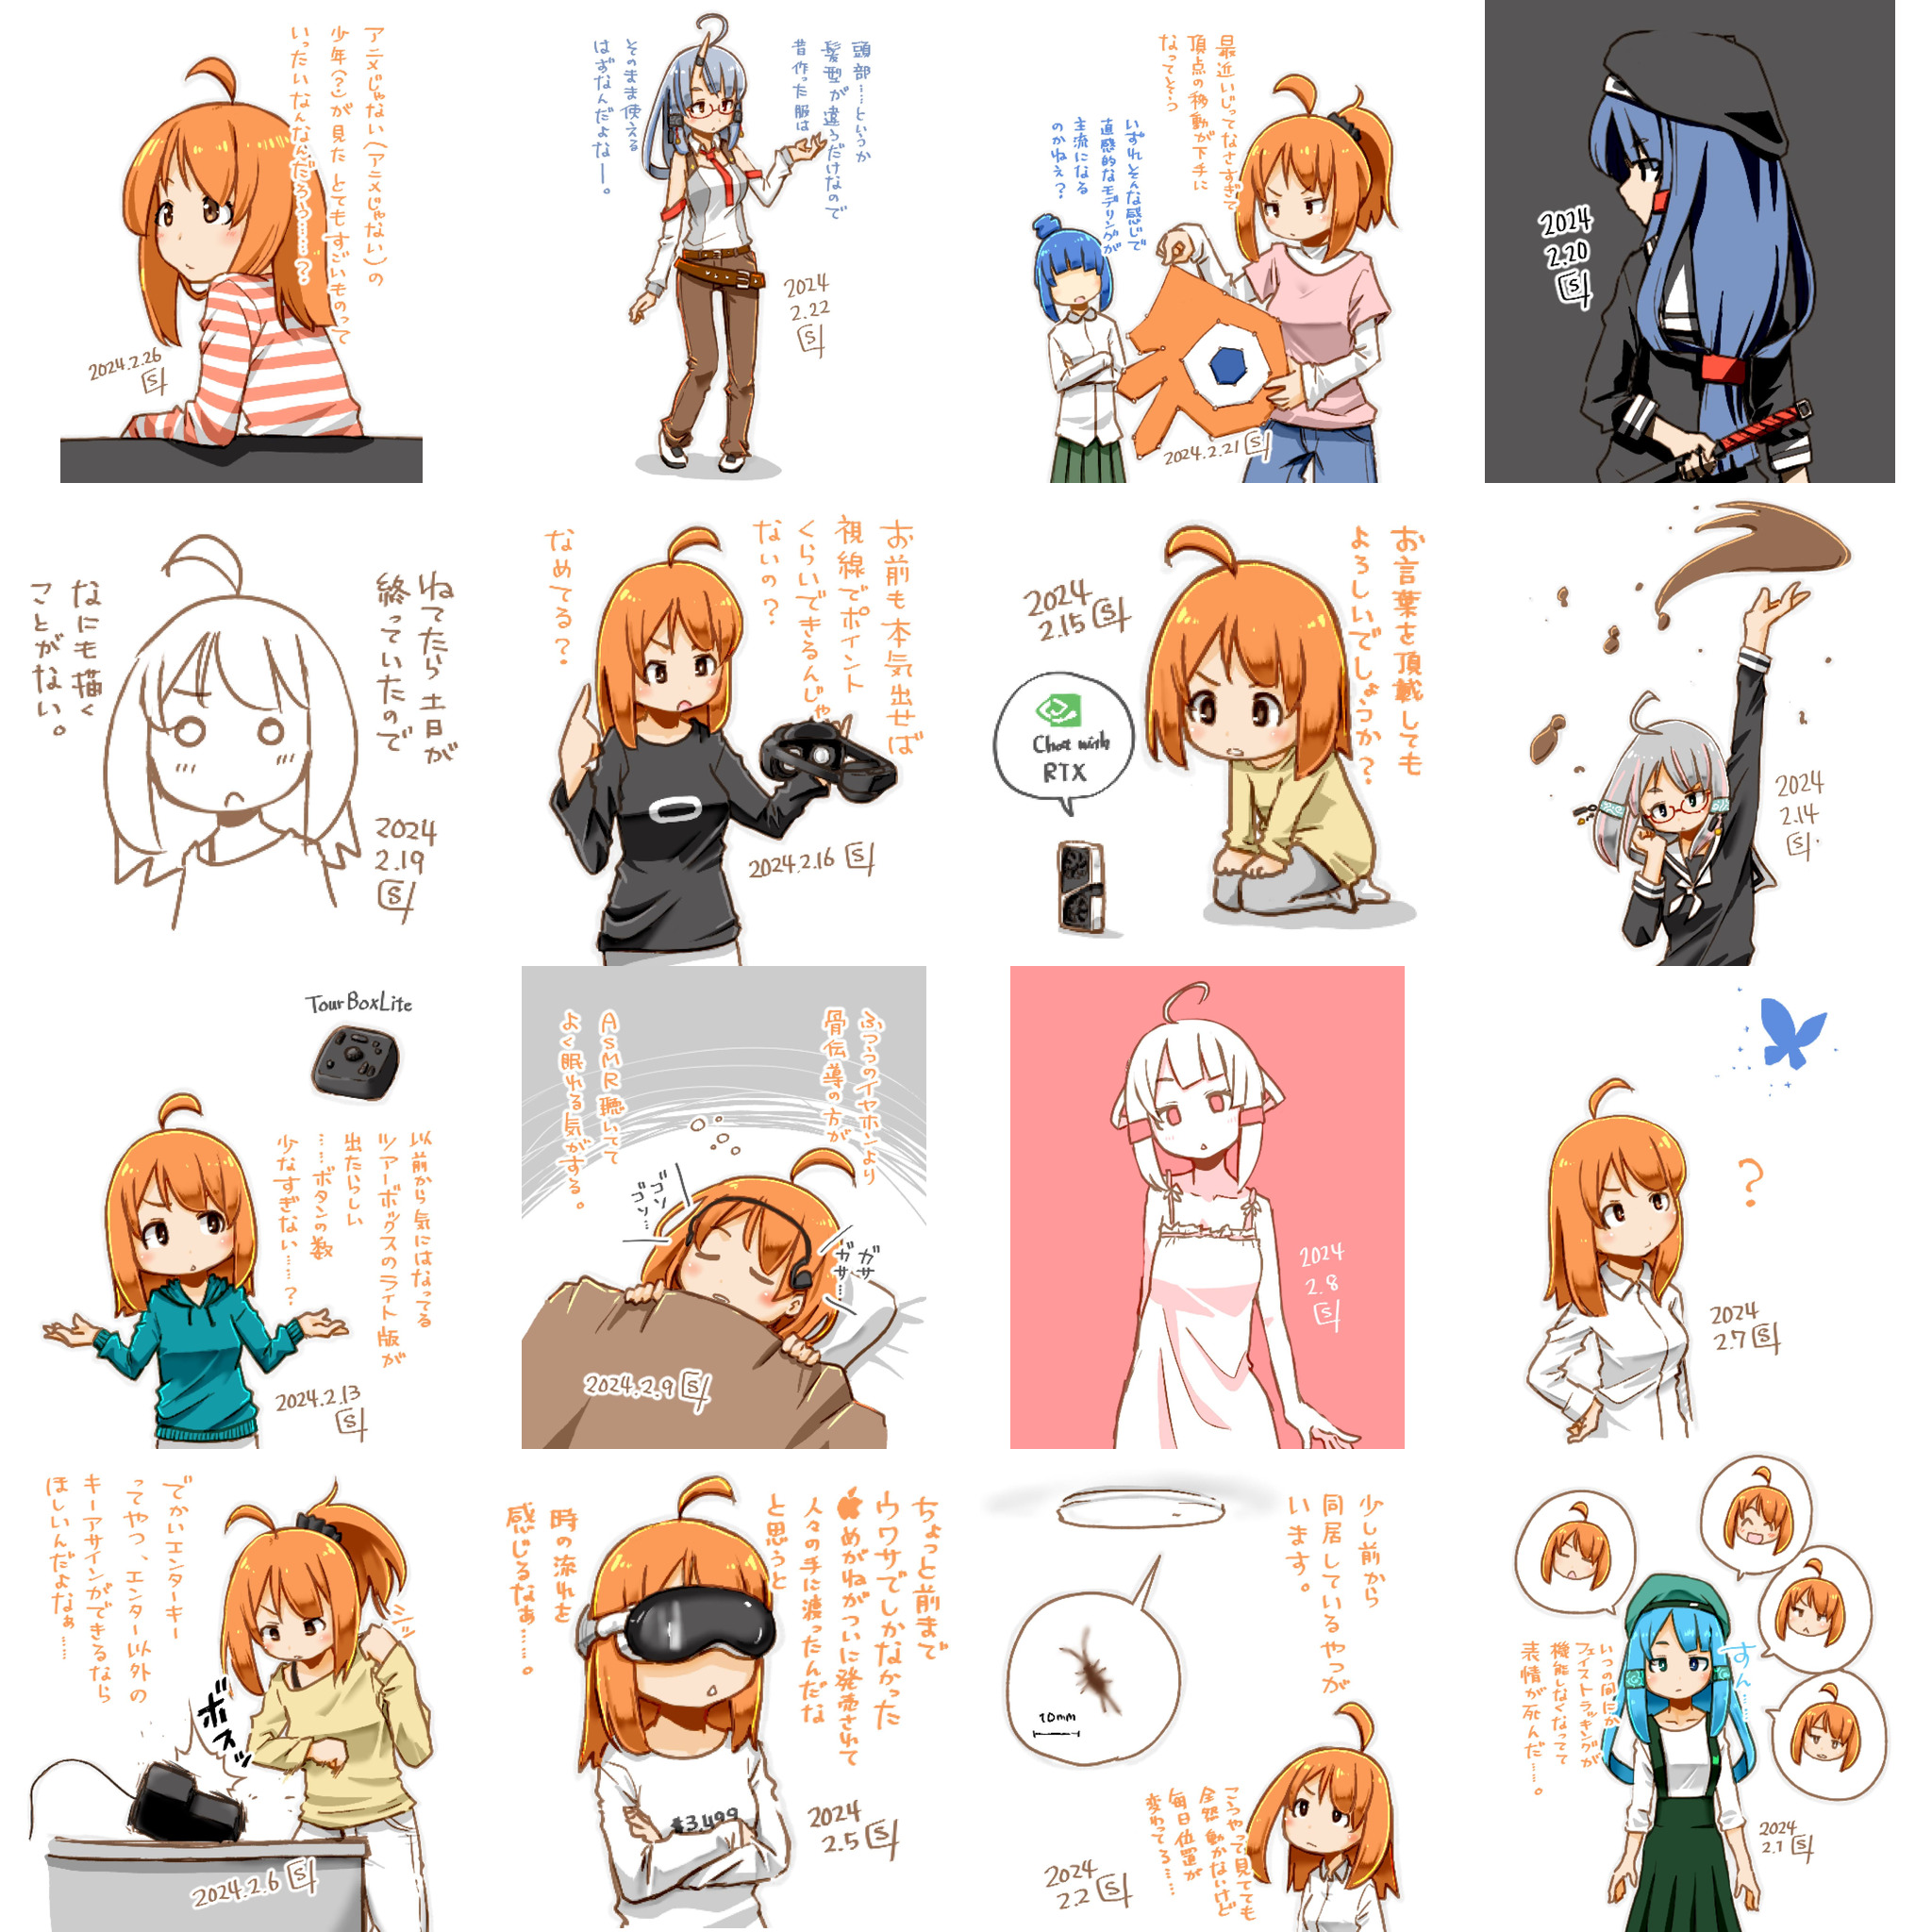 アニメじゃない(アニメじゃない)の
少年(?)が見た とてもすごいものって
いったいなんなんだろう……?
2024.2.26
S
頭部……というか
髪型が違うだけなので
昔作った服は
そのまま使える
はずなんだよなー。
2024
2.22
S
最近いじってなさすぎて
頂点の移動が下手に
なってそう
いずれそんな感じで
直感的なモデリングが
主流になる
のかねぇ?
2024.2.21 S
2024
2.20
S
ねてたら土日が
終っていたので
なにも描く
ことがない。
2024
2.19
S
お前も本気出せば
視線でポイント
くらいできるんじゃ
ないの?
なめてる?
2024.2.16 S
お言葉を頂戴しても
よろしいでしょうか?
2024
2.15 S
Chat with
RTX
2024
2.14
S
TourBoxLite
以前から気にはなってる
ツアーボックスのライト版が
出たらしい
……ボタンの数
少なすぎない……?
2024.2.13
S
ふつうのイヤホンより
骨伝導の方が
ASMR聴いてて
よく眠れる気がする。
ゴソ
ゴソ…
ガサ
ガサ…
2024.2.9 S
2024
2.8
S
?
2024
2.7 S
でかいエンターキー
ってやつ、エンター以外の
キーアサインができるなら
ほしいんだよなぁ……
ボスッ
2024.2.6 S
ちょっと前まで
ウワサでしかなかった
めがねがついに発売されて
人々の手に渡ったんだな
と思うと
時の流れを
感じるなぁ……。
$3,499
2024
2.5 S
少し前から
同居しているやつが
います。
10mm
こうやって見てても
全然動かないけど
毎日位置が
変わってる……
2024
2.2 S
すん…
いつの間にか
フェイストラッキングが
機能しなくなってて
表情が死んだ……。
2024
2.1 S